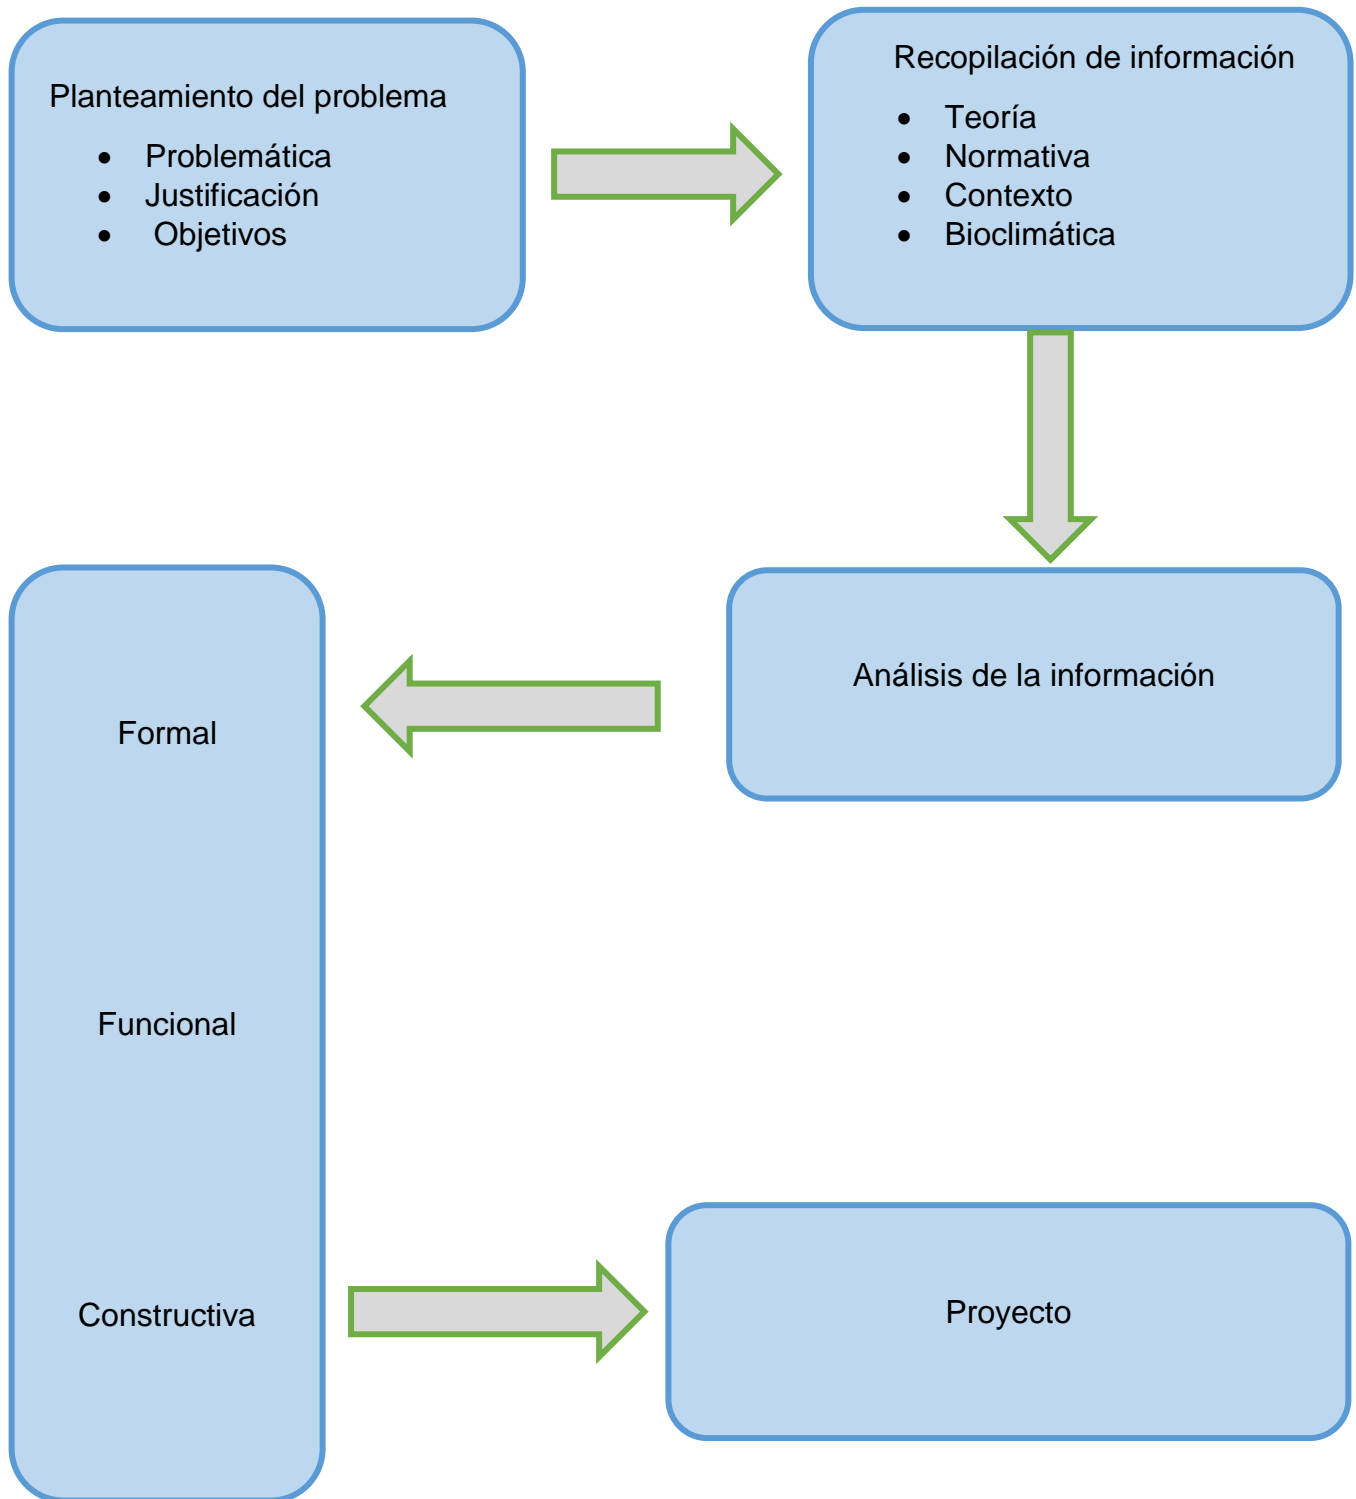 Planteamiento del problema
• Problemática
• Justificación
• Objetivos
Recopilación de información
• Teoría
• Normativa
• Contexto
• Bioclimática
Análisis de la información
Formal
Funcional
Constructiva
Proyecto